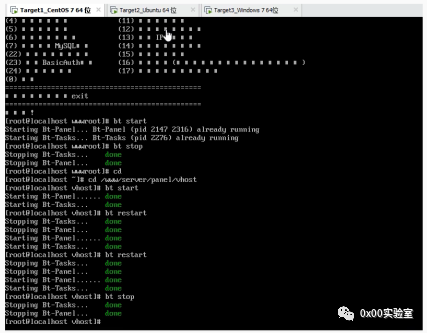 Target1_CentOS 7 64 位 Target2_Ubuntu 64 位 Target3_Windows 7 64位
(4) (11)
(5) (12)
(6) (13) IP
(7) MySQL (14)
(22) (15)
(23) BasicAuth (16) ( )
(24) (17)
(0)
===============================================
exit
===============================================
!
[root@localhost wwwroot]# bt start
Starting Bt-Panel... Bt-Panel (pid 2147 2316) already running
Starting Bt-Tasks... Bt-Tasks (pid 2276) already running
[root@localhost wwwroot]# bt stop
Stopping Bt-Tasks... done
Stopping Bt-Panel... done
[root@localhost wwwroot]# cd
[root@localhost ~]# cd /www/server/panel/vhost
[root@localhost vhost]# bt start
Starting Bt-Panel...... done
Starting Bt-Tasks... done
[root@localhost vhost]# bt restart
Stopping Bt-Tasks... done
Stopping Bt-Panel... done
Starting Bt-Panel...... done
Starting Bt-Tasks... done
[root@localhost vhost]# bt restart
Stopping Bt-Tasks... done
Stopping Bt-Panel... done
Starting Bt-Panel...... done
Starting Bt-Tasks... done
[root@localhost vhost]# bt stop
Stopping Bt-Tasks... done
Stopping Bt-Panel... done
[root@localhost vhost]#
0x00实验室